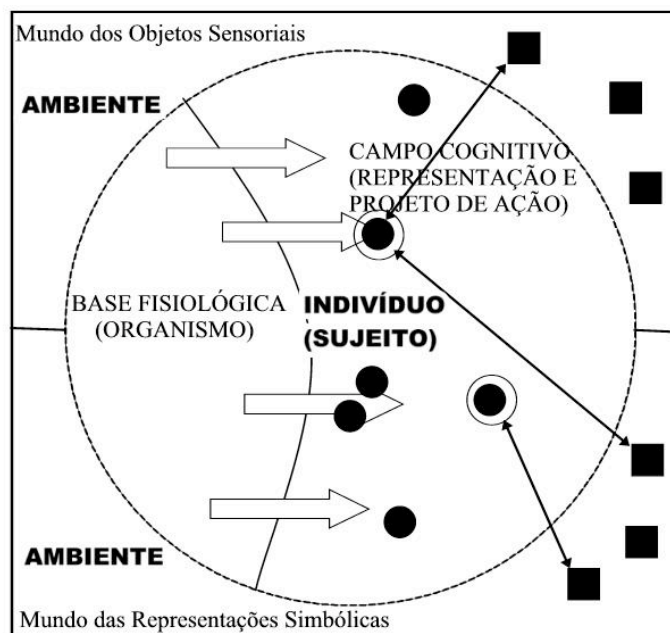 Mundo dos Objetos Sensoriais
AMBIENTE
CAMPO COGNITIVO
(REPRESENTAÇÃO E
PROJETO DE AÇÃO)
BASE FISIOLÓGICA
(ORGANISMO)
INDIVÍDUO
(SUJEITO)
AMBIENTE
Mundo das Representações Simbólicas